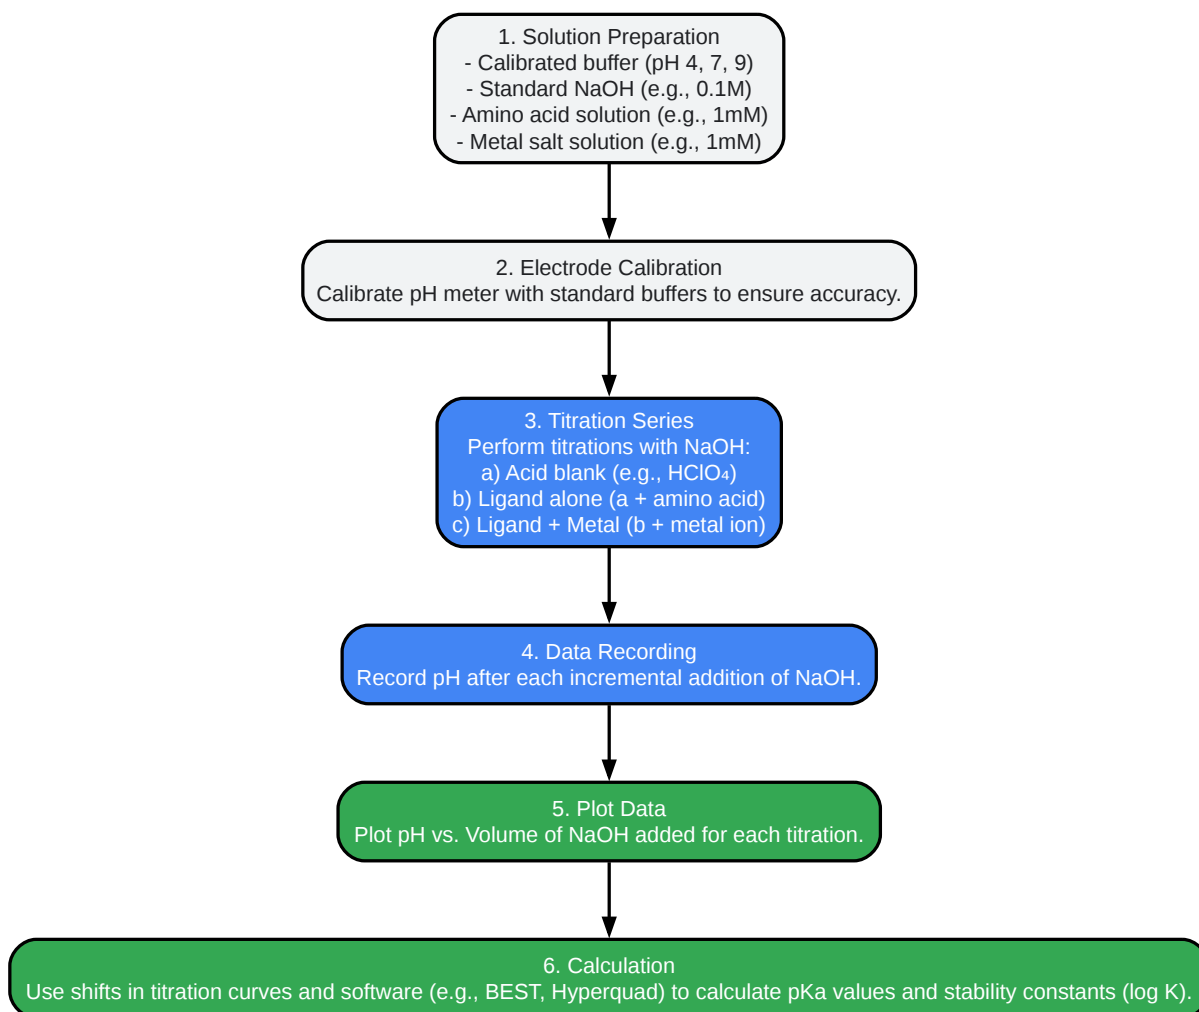 1. Solution Preparation
- Calibrated buffer (pH 4, 7, 9)
- Standard NaOH (e.g., 0.1M)
- Amino acid solution (e.g., 1mM)
- Metal salt solution (e.g., 1mM)
2. Electrode Calibration
Calibrate pH meter with standard buffers to ensure accuracy.
3. Titration Series
Perform titrations with NaOH:
a) Acid blank (e.g., HClO₄)
b) Ligand alone (a + amino acid)
c) Ligand + Metal (b + metal ion)
4. Data Recording
Record pH after each incremental addition of NaOH.
5. Plot Data
Plot pH vs. Volume of NaOH added for each titration.
6. Calculation
Use shifts in titration curves and software (e.g., BEST, Hyperquad) to calculate pKa values and stability constants (log K).